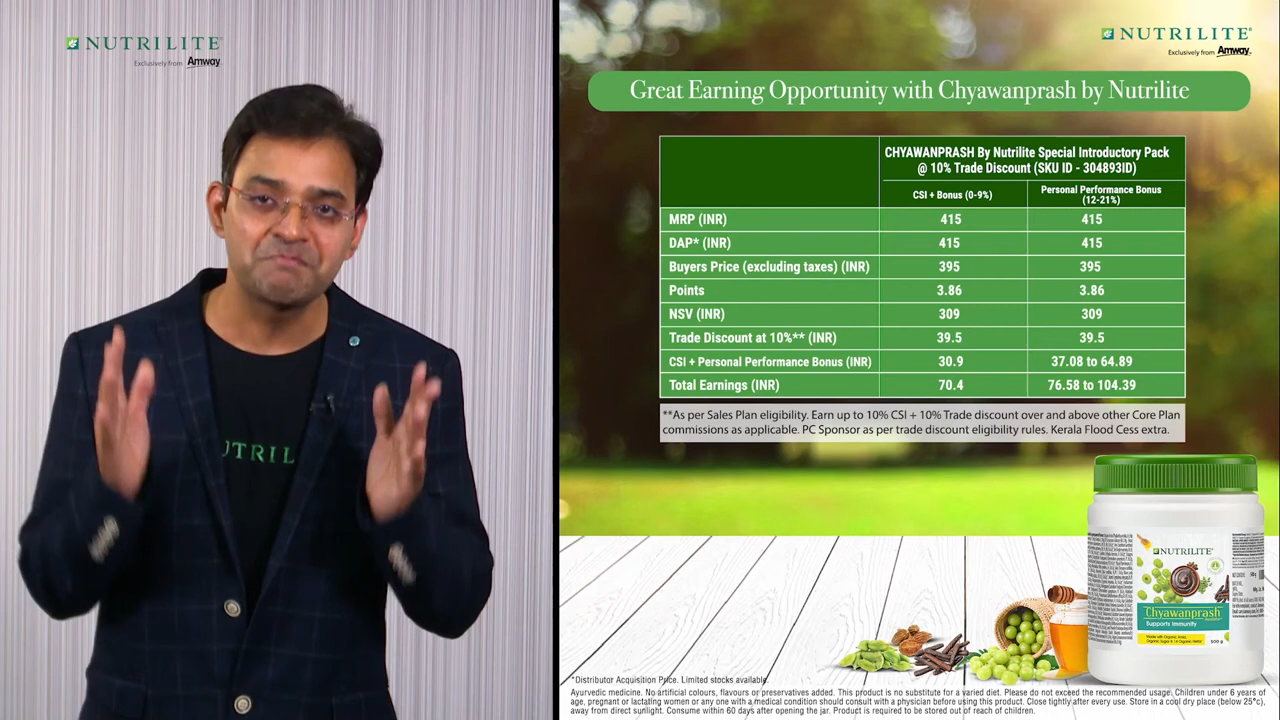 NUTRILITE
Exclusively from Amway
NUTRILITE
Exclusively from Amway
Great Earning Opportunity with Chyawanprash by Nutrilite
CHYAWANPRASH By Nutrilite Special Introductory Pack
@ 10% Trade Discount (SKU ID - 304893ID)
CSI + Bonus (0-9%) Personal Performance Bonus
(12-21%)
MRP (INR) 415 415
DAP* (INR) 415 415
Buyers Price (excluding taxes) (INR) 395 395
Points 3.86 3.86
NSV (INR) 309 309
Trade Discount at 10%** (INR) 39.5 39.5
CSI + Personal Performance Bonus (INR) 30.9 37.08 to 64.89
Total Earnings (INR) 70.4 76.58 to 104.39
**As per Sales Plan eligibility. Earn up to 10% CSI + 10% Trade discount over and above other Core Plan
commissions as applicable. PC Sponsor as per trade discount eligibility rules. Kerala Flood Cess extra.
UTRIL
NUTRILITE
Chyawanprash
Supports Immunity
Made with Organic Amla,
Organic Sugar & 16 Organic Herbs
500 g
*Distributor Acquisition Price. Limited stocks available.
Ayurvedic medicine. No artificial colours, flavours or preservatives added. This product is no substitute for a varied diet. Please do not exceed the recommended usage. Children under 6 years of
age, pregnant or lactating women or any one with a medical condition should consult with a physician before using this product. Close tightly after every use. Store in a cool dry place (below 25°c),
away from direct sunlight. Consume within 60 days after opening the jar. Product is required to be stored out of reach of children.